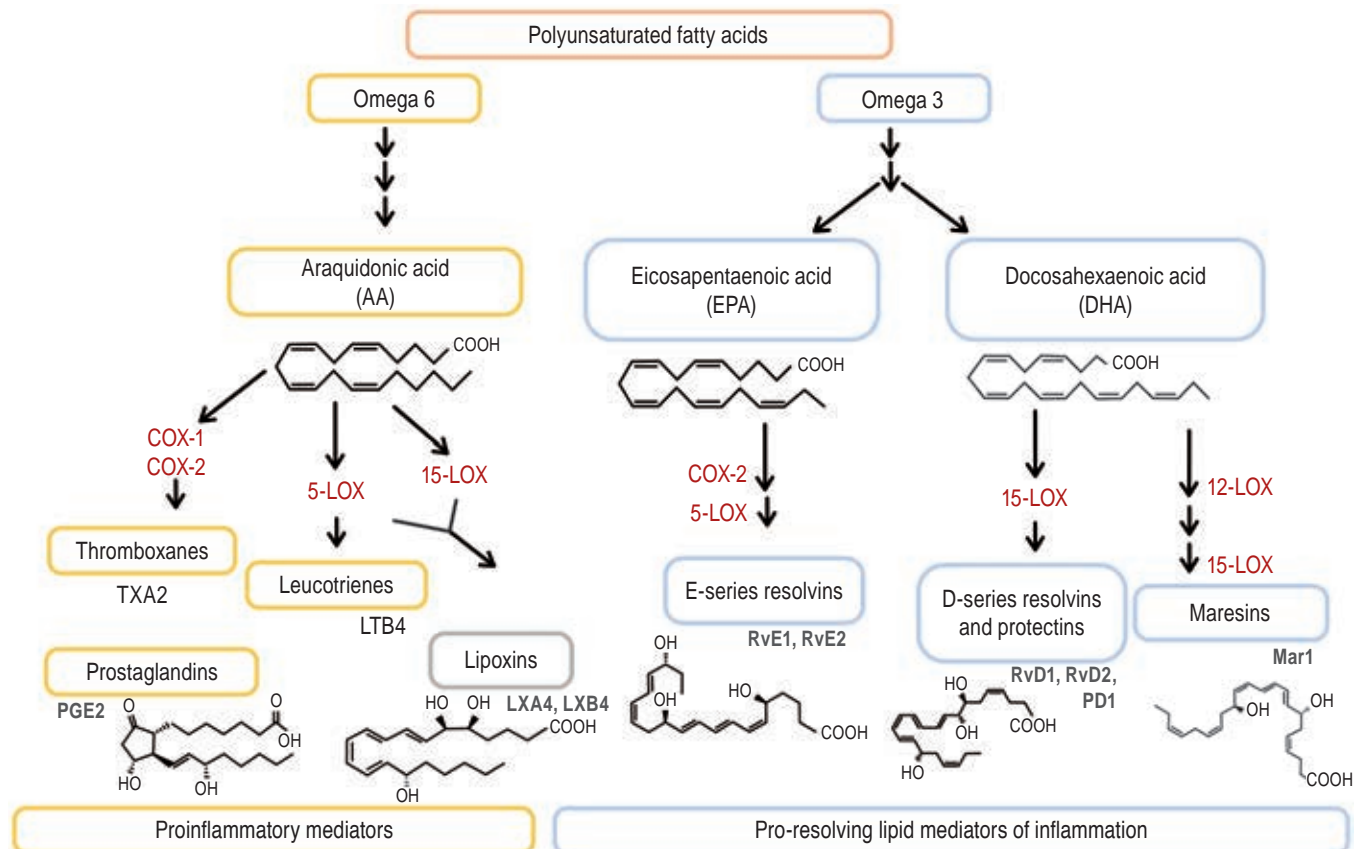 Polyunsaturated fatty acids
Omega 6
Omega 3
Araquidonic acid
(AA)
Eicosapentaenoic acid
(EPA)
Docosahexaenoic acid
(DHA)
COOH
COOH
COOH
COX-1
COX-2
5-LOX
15-LOX
COX-2
5-LOX
15-LOX
12-LOX
15-LOX
Thromboxanes
TXA2
Leucotrienes
LTB4
Prostaglandins
PGE2
Lipoxins
LXA4, LXB4
E-series resolvins
RvE1, RvE2
D-series resolvins
and protectins
RvD1, RvD2,
PD1
Maresins
Mar1
O
O
OH
HO
OH
HO
OH
COOH
OH
OH
HO
HO
COOH
HO
OH
COOH
HO
OH
OH
COOH
Proinflammatory mediators
Pro-resolving lipid mediators of inflammation